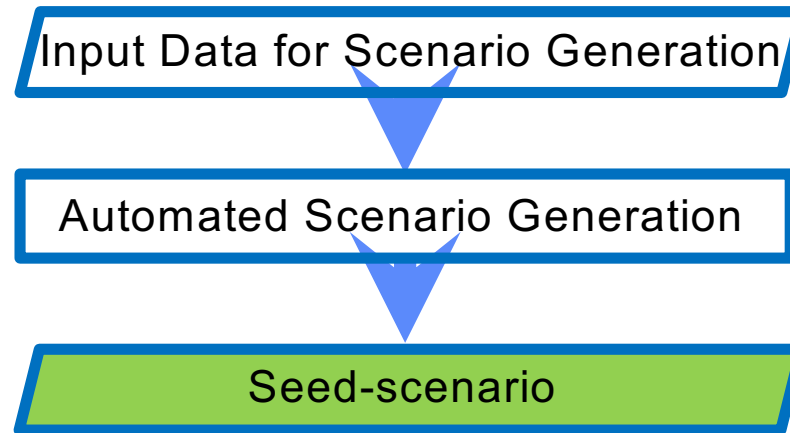 Input Data for Scenario Generation
Automated Scenario Generation
Seed-scenario